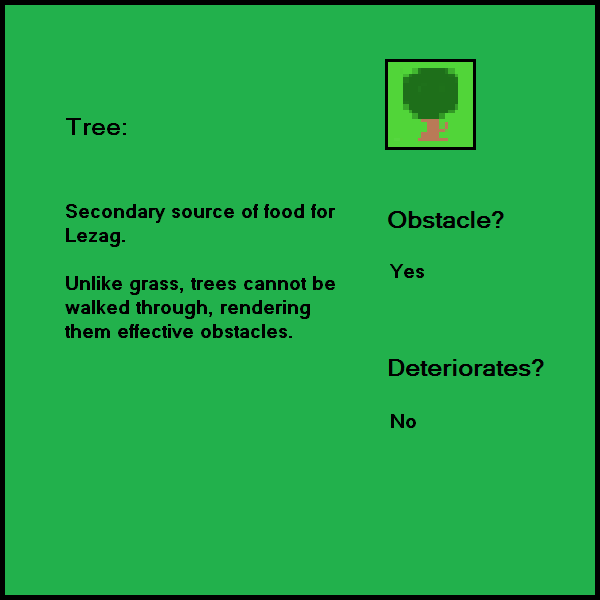 Tree:
Secondary source of food for
Lezag.
Unlike grass, trees cannot be
walked through, rendering
them effective obstacles.
Obstacle?
Yes
Deteriorates?
No